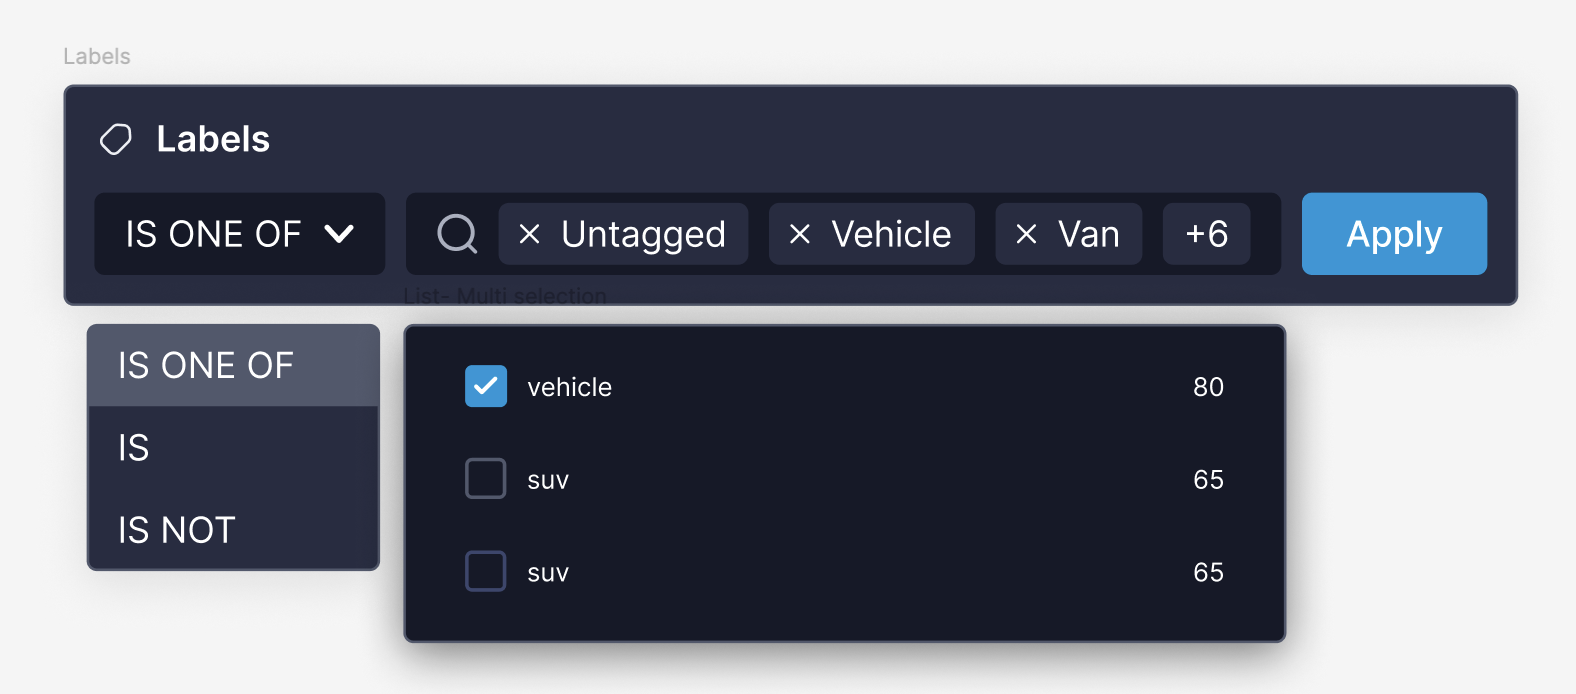 Labels
Labels
IS ONE OF Untagged Vehicle Van +6 Apply
List- Multi selection
IS ONE OF
IS
IS NOT
vehicle 80
suv 65
suv 65